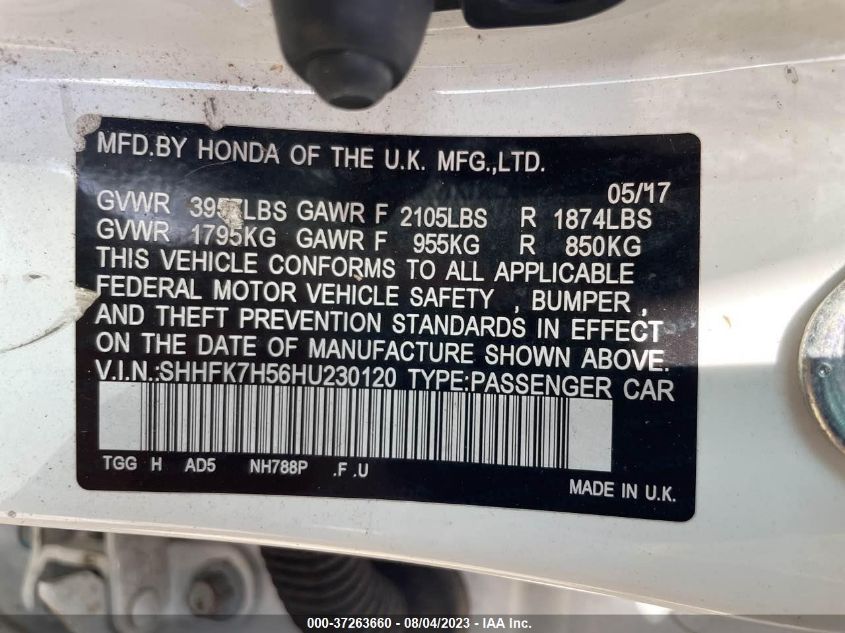 MFD.BY HONDA OF THE U.K. MFG.,LTD.
05/17
GVWR LBS GAWR F 2105LBS R 1874LBS
GVWR 1795KG GAWR F 955KG R 850KG
THIS VEHICLE CONFORMS TO ALL APPLICABLE
FEDERAL MOTOR VEHICLE SAFETY , BUMPER ,
AND THEFT PREVENTION STANDARDS IN EFFECT
ON THE DATE OF MANUFACTURE SHOWN ABOVE.
V.I.N.:SHHFK7H56HU230120 TYPE:PASSENGER CAR
TGG H AD5 NH788P .F .U
MADE IN U.K.
000-37263660 - 08/04/2023 - IAA Inc.